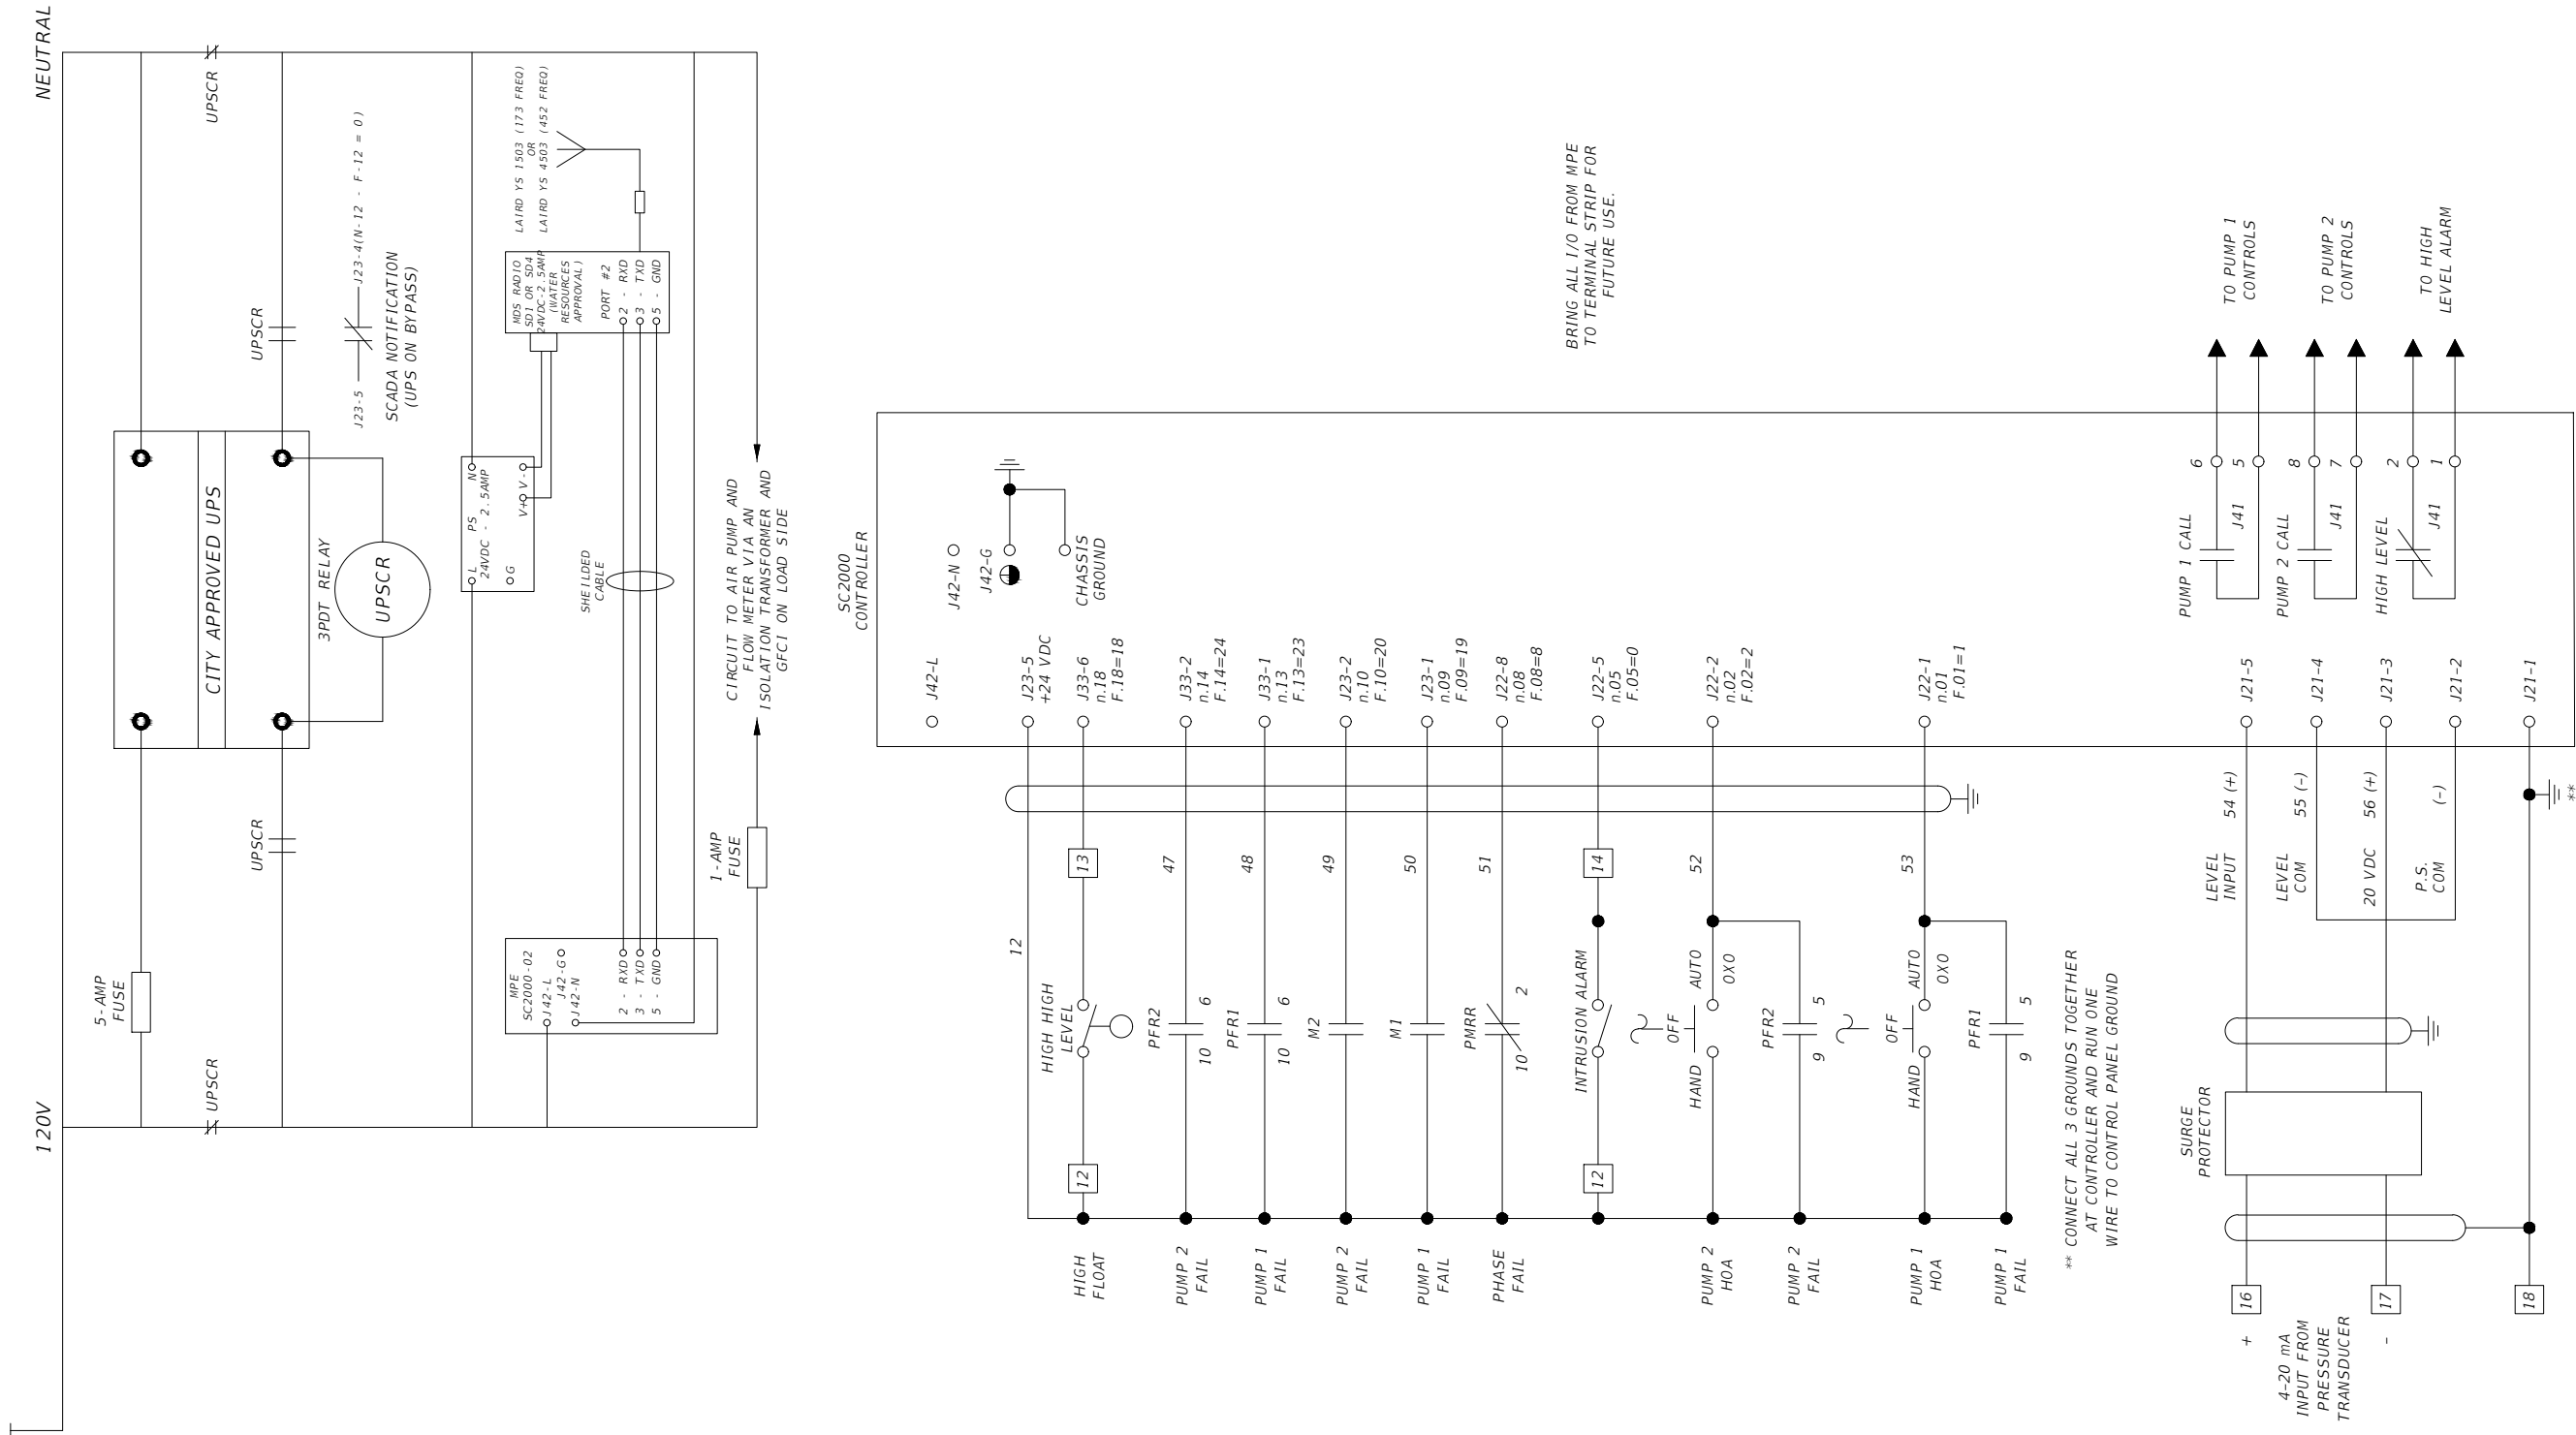 120V
NEUTRAL
5-AMP
FUSE
CITY APPROVED UPS
UPSCR
UPSCR
UPSCR
UPSCR
3PDT RELAY
UPSCR
J23-5
J23-4(N-12 - F-12 = 0)
SCADA NOTIFICATION
(UPS ON BYPASS)
L PS N
24VDC - 2.5AMP
G
V+
V-
MPE
SC2000-02
J42-L
J42-G
J42-N
2 - RXD
3 - TXD
5 - GND
SHEILDED
CABLE
MDS RADIO
SD1 OR SD4
24VDC-2.5AMP
(WATER
RESOURCES
APPROVAL)
PORT #2
2 - RXD
3 - TXD
5 - GND
LAIRD YS 1503 (173 FREQ)
OR
LAIRD YS 4503 (452 FREQ)
1-AMP
FUSE
CIRCUIT TO AIR PUMP AND
FLOW METER VIA AN
ISOLATION TRANSFORMER AND
GFCI ON LOAD SIDE
SC2000
CONTROLLER
J42-L
J42-N
J42-G
CHASSIS
GROUND
12
J23-5
+24 VDC
HIGH
FLOAT
12
HIGH HIGH
LEVEL
13
J33-6
n.18
F.18=18
PUMP 2
FAIL
PFR2
10
6
47
J33-2
n.14
F.14=24
PUMP 1
FAIL
PFR1
10
6
48
J33-1
n.13
F.13=23
PUMP 2
FAIL
M2
49
J23-2
n.10
F.10=20
PUMP 1
FAIL
M1
50
J23-1
n.09
F.09=19
PHASE
FAIL
PMRR
10
2
51
J22-8
n.08
F.08=8
12
INTRUSION ALARM
14
J22-5
n.05
F.05=0
PUMP 2
HOA
HAND
OFF
AUTO
OXO
52
J22-2
n.02
F.02=2
PUMP 2
FAIL
PFR2
9
5
PUMP 1
HOA
HAND
OFF
AUTO
OXO
53
J22-1
n.01
F.01=1
PUMP 1
FAIL
PFR1
9
5
** CONNECT ALL 3 GROUNDS TOGETHER
AT CONTROLLER AND RUN ONE
WIRE TO CONTROL PANEL GROUND
BRING ALL I/O FROM MPE
TO TERMINAL STRIP FOR
FUTURE USE.
PUMP 1 CALL
J41
6
5
TO PUMP 1
CONTROLS
PUMP 2 CALL
J41
8
7
TO PUMP 2
CONTROLS
HIGH LEVEL
J41
2
1
TO HIGH
LEVEL ALARM
SURGE
PROTECTOR
4-20 mA
INPUT FROM
PRESSURE
TRANSDUCER
+
16
-
17
18
LEVEL
INPUT
54 (+)
J21-5
LEVEL
COM
55 (-)
J21-4
20 VDC
56 (+)
J21-3
P.S.
COM
(-)
J21-2
J21-1
**